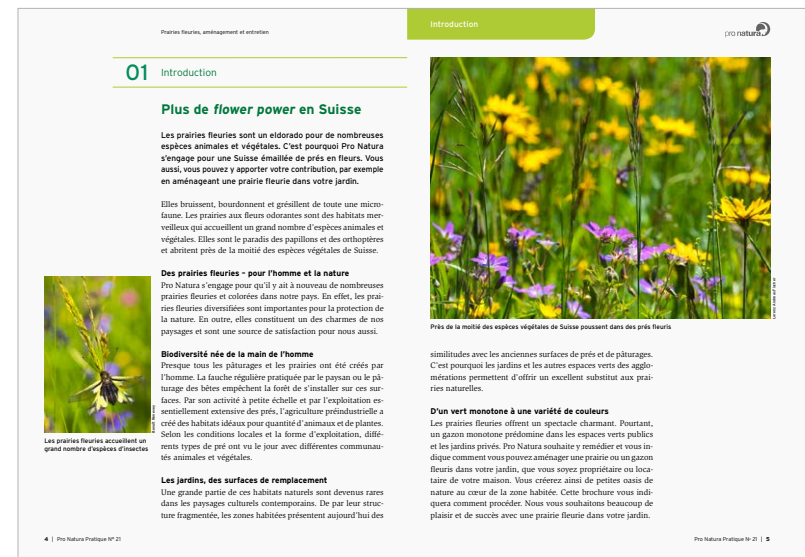 Prairies fleuries, aménagement et entretien
01 Introduction
Plus de flower power en Suisse
Les prairies fleuries sont un eldorado pour de nombreuses
espèces animales et végétales. C'est pourquoi Pro Natura
s'engage pour une Suisse émaillée de prés en fleurs. Vous
aussi, vous pouvez y apporter votre contribution, par exemple
en aménageant une prairie fleurie dans votre jardin.
Elles bruissent, bourdonnent et grésillent de toute une micro-
faune. Les prairies aux fleurs odorantes sont des habitats mer-
veilleux qui accueillent un grand nombre d'espèces animales et
végétales. Elles sont le paradis des papillons et des orthoptères
et abritent près de la moitié des espèces végétales de Suisse.
Des prairies fleuries – pour l'homme et la nature
Pro Natura s'engage pour qu'il y ait à nouveau de nombreuses
prairies fleuries et colorées dans notre pays. En effet, les prai-
ries fleuries diversifiées sont importantes pour la protection de
la nature. En outre, elles constituent un des charmes de nos
paysages et sont une source de satisfaction pour nous aussi.
Biodiversité née de la main de l'homme
Presque tous les pâturages et les prairies ont été créés par
l'homme. La fauche régulière pratiquée par le paysan ou le pâ-
turage des bêtes empêchent la forêt de s'installer sur ces sur-
faces. Par son activité à petite échelle et par l'exploitation es-
sentiellement extensive des prés, l'agriculture préindustrielle a
créé des habitats idéaux pour quantité d'animaux et de plantes.
Selon les conditions locales et la forme d'exploitation, diffé-
rents types de pré ont vu le jour avec différentes communau-
tés animales et végétales.
Les jardins, des surfaces de remplacement
Une grande partie de ces habitats naturels sont devenus rares
dans les paysages culturels contemporains. De par leur struc-
ture fragmentée, les zones habitées présentent aujourd'hui des
Les prairies fleuries accueillent un
grand nombre d'espèces d'insectes
4 | Pro Natura Pratique N° 21
Introduction
pro natura
Près de la moitié des espèces végétales de Suisse poussent dans des prés fleuris
similitudes avec les anciennes surfaces de prés et de pâturages.
C'est pourquoi les jardins et les autres espaces verts des agglo-
mérations permettent d'offrir un excellent substitut aux prai-
ries naturelles.
D'un vert monotone à une variété de couleurs
Les prairies fleuries offrent un spectacle charmant. Pourtant,
un gazon monotone prédomine dans les espaces verts publics
et les jardins privés. Pro Natura souhaite y remédier et vous in-
dique comment vous pouvez aménager une prairie ou un gazon
fleuris dans votre jardin, que vous soyez propriétaire ou loca-
taire de votre maison. Vous créerez ainsi de petites oasis de
nature au cœur de la zone habitée. Cette brochure vous indi-
quera comment procéder. Nous vous souhaitons beaucoup de
plaisir et de succès avec une prairie fleurie dans votre jardin.
Pro Natura Pratique N° 21 | 5